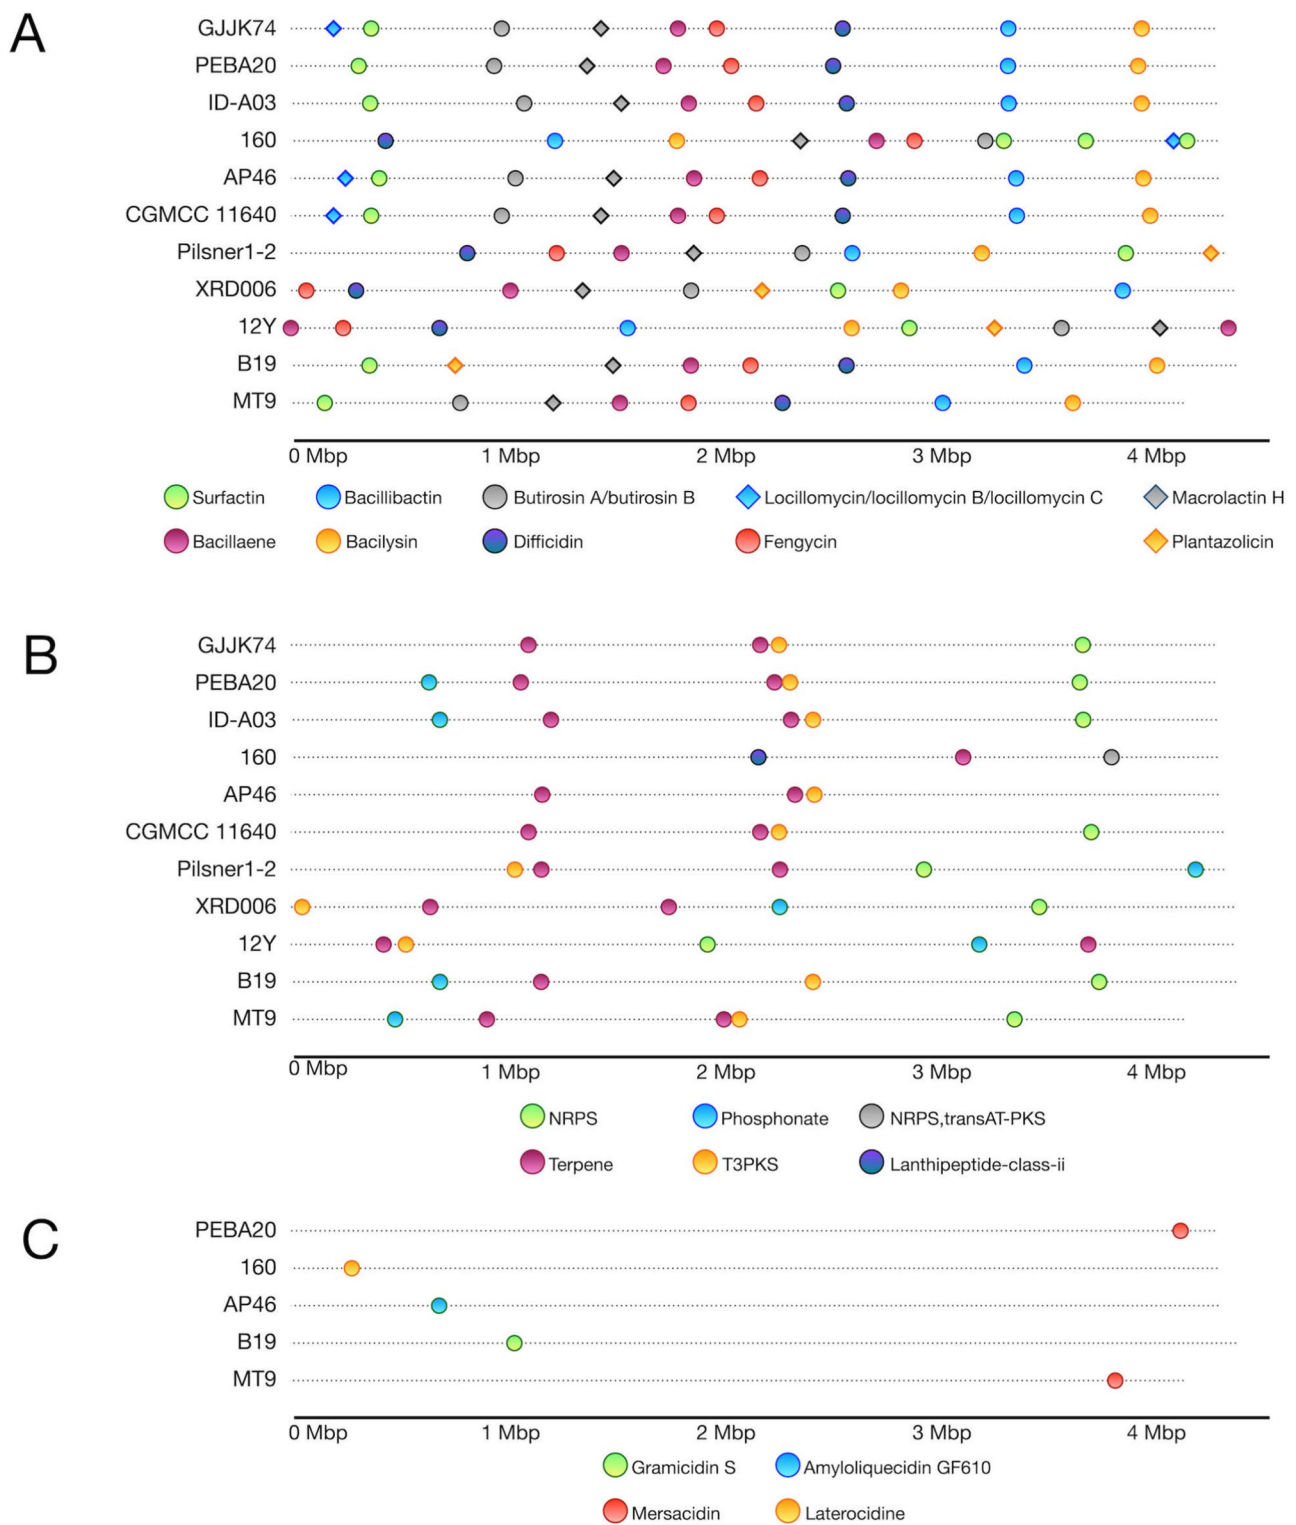 A
GJJK74
PEBA20
ID-A03
160
AP46
CGMCC 11640
Pilsner1-2
XRD006
12Y
B19
MT9
0 Mbp 1 Mbp 2 Mbp 3 Mbp 4 Mbp
Surfactin Bacillibactin Butirosin A/butirosin B Locillomycin/locillomycin B/locillomycin C Macrolactin H
Bacillaene Bacilysin Difficidin Fengycin Plantazolicin
B
GJJK74
PEBA20
ID-A03
160
AP46
CGMCC 11640
Pilsner1-2
XRD006
12Y
B19
MT9
0 Mbp 1 Mbp 2 Mbp 3 Mbp 4 Mbp
NRPS Phosphonate NRPS,transAT-PKS
Terpene T3PKS Lanthipeptide-class-ii
C
PEBA20
160
AP46
B19
MT9
0 Mbp 1 Mbp 2 Mbp 3 Mbp 4 Mbp
Gramicidin S Amyloliquecidin GF610
Mersacidin Laterocidine